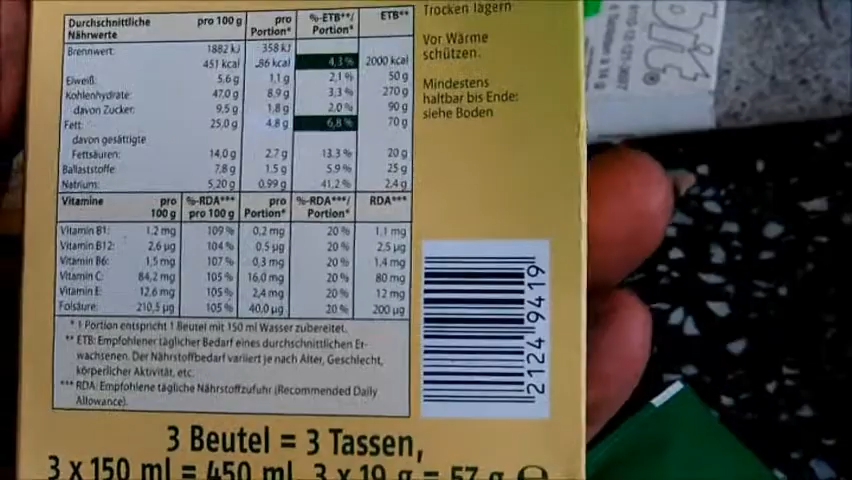 Durchschnittliche Nährwerte pro 100 g pro Portion* %-ETB**/ Portion* ETB**
Brennwert: 1882 kJ 358 kJ
451 kcal 86 kcal 4,3 % 2000 kcal
Eiweiß: 5,6 g 1,1 g 2,1 % 50 g
Kohlenhydrate: 47,0 g 8,9 g 3,3 % 270 g
davon Zucker: 9,5 g 1,8 g 2,0 % 90 g
Fett: 25,0 g 4,8 g 6,8 % 70 g
davon gesättigte
Fettsäuren: 14,0 g 2,7 g 13,3 % 20 g
Ballaststoffe: 7,8 g 1,5 g 5,9 % 25 g
Natrium: 5,20 g 0,99 g 41,2 % 2,4 g
Vitamine pro 100 g %-RDA*** pro 100 g pro Portion* %-RDA***/ Portion* RDA***
Vitamin B1: 1,2 mg 109 % 0,2 mg 20 % 1,1 mg
Vitamin B12: 2,6 µg 104 % 0,5 µg 20 % 2,5 µg
Vitamin B6: 1,5 mg 107 % 0,3 mg 20 % 1,4 mg
Vitamin C: 84,2 mg 105 % 16,0 mg 20 % 80 mg
Vitamin E: 12,6 mg 105 % 2,4 mg 20 % 12 mg
Folsäure: 210,5 µg 105 % 40,0 µg 20 % 200 µg
* 1 Portion entspricht 1 Beutel mit 150 ml Wasser zubereitet.
** ETB: Empfohlener täglicher Bedarf eines durchschnittlichen Er-
wachsenen. Der Nährstoffbedarf variiert je nach Alter, Geschlecht,
körperlicher Aktivität, etc.
*** RDA: Empfohlene tägliche Nährstoffzufuhr (Recommended Daily
Allowance).
3 Beutel = 3 Tassen,
3 x 150 ml = 450 ml, 3 x 19 g = 57 g e
Trocken lagern
Vor Wärme
schützen.
Mindestens
haltbar bis Ende:
siehe Boden
2124 9419